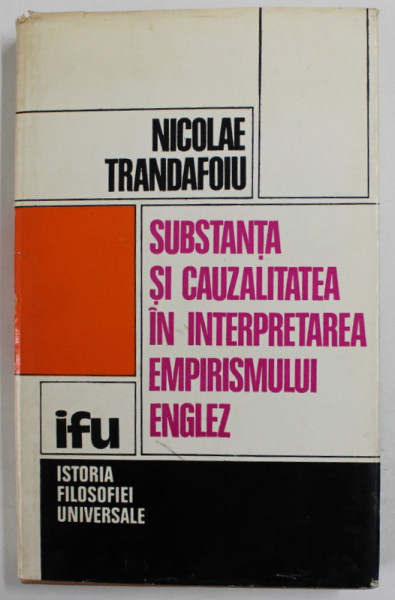 NICOLAE
TRANDAFOIU
SUBSTANȚA
ȘI CAUZALITATEA
ÎN INTERPRETAREA
EMPIRISMULUI
ENGLEZ
ifu
ISTORIA
FILOSOFIEI
UNIVERSALE